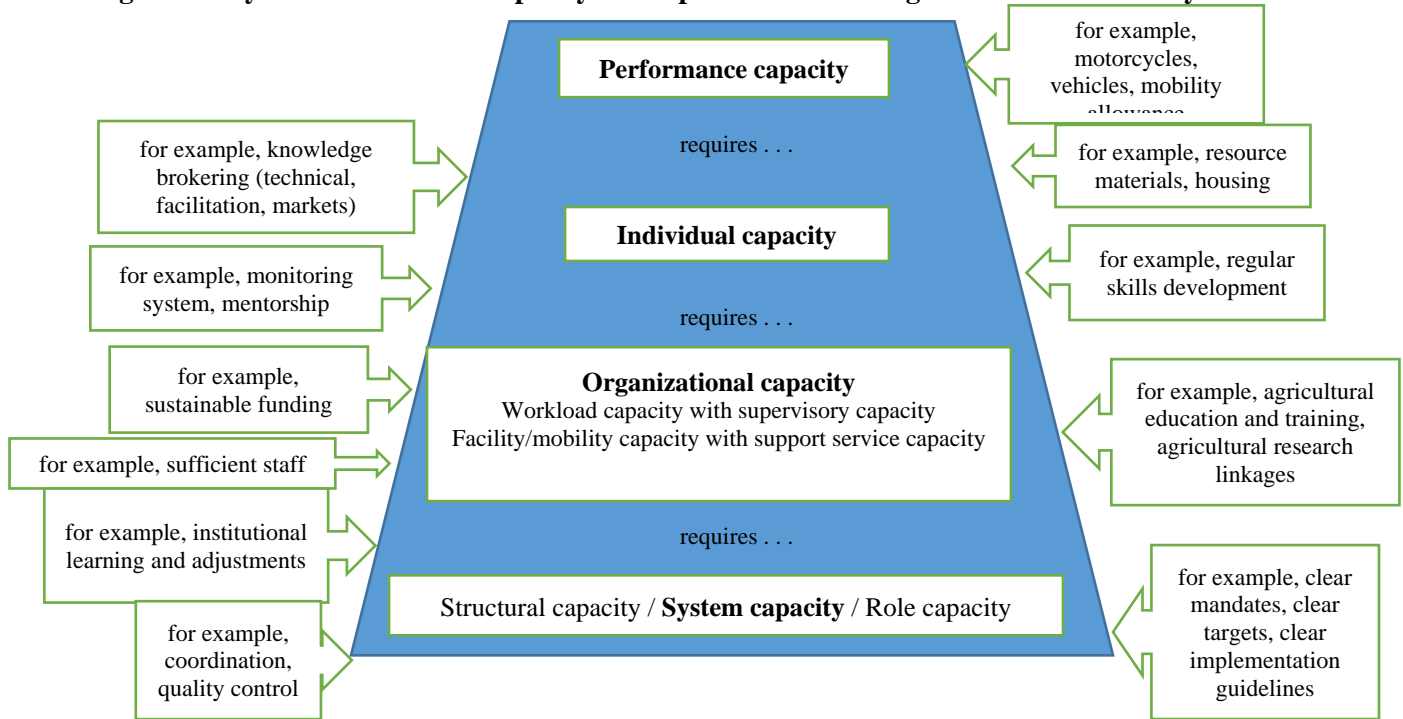 Performance capacity
for example,
motorcycles,
vehicles, mobility
allowance
requires . . .
for example, knowledge
brokering (technical,
facilitation, markets)
for example, resource
materials, housing
Individual capacity
for example, monitoring
system, mentorship
for example, regular
skills development
requires . . .
for example,
sustainable funding
Organizational capacity
Workload capacity with supervisory capacity
Facility/mobility capacity with support service capacity
for example, agricultural
education and training,
agricultural research
linkages
for example, sufficient staff
for example, institutional
learning and adjustments
requires . . .
Structural capacity / System capacity / Role capacity
for example,
coordination,
quality control
for example, clear
mandates, clear
targets, clear
implementation
guidelines